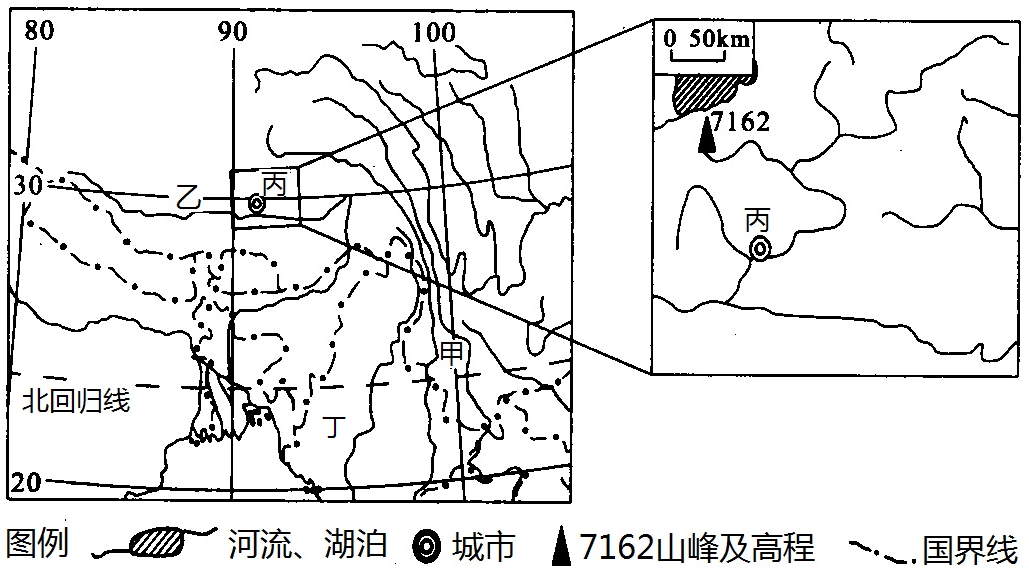 80 90 100
0 50km
7162
丙
30 乙
丙
甲
北回归线
丁
20
图例 河流、湖泊 城市 7162山峰及高程 国界线